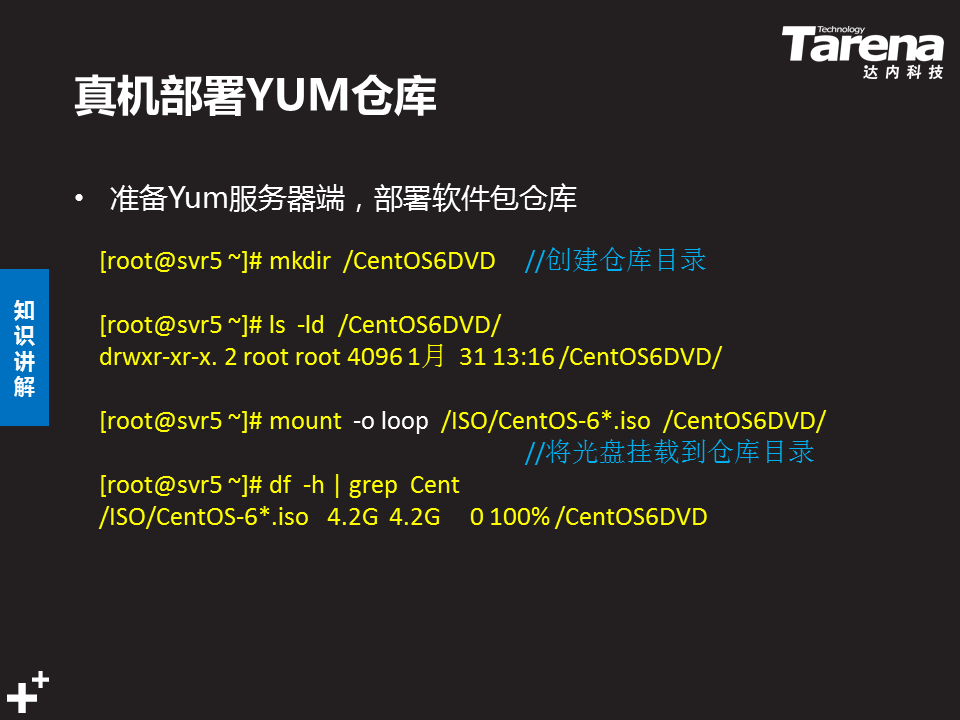 Technology
Tarena
达内科技
真机部署YUM仓库
• 准备Yum服务器端，部署软件包仓库
[root@svr5 ~]# mkdir /CentOS6DVD //创建仓库目录
[root@svr5 ~]# ls -ld /CentOS6DVD/
drwxr-xr-x. 2 root root 4096 1月 31 13:16 /CentOS6DVD/
[root@svr5 ~]# mount -o loop /ISO/CentOS-6*.iso /CentOS6DVD/
//将光盘挂载到仓库目录
[root@svr5 ~]# df -h | grep Cent
/ISO/CentOS-6*.iso 4.2G 4.2G 0 100% /CentOS6DVD
知
识
讲
解